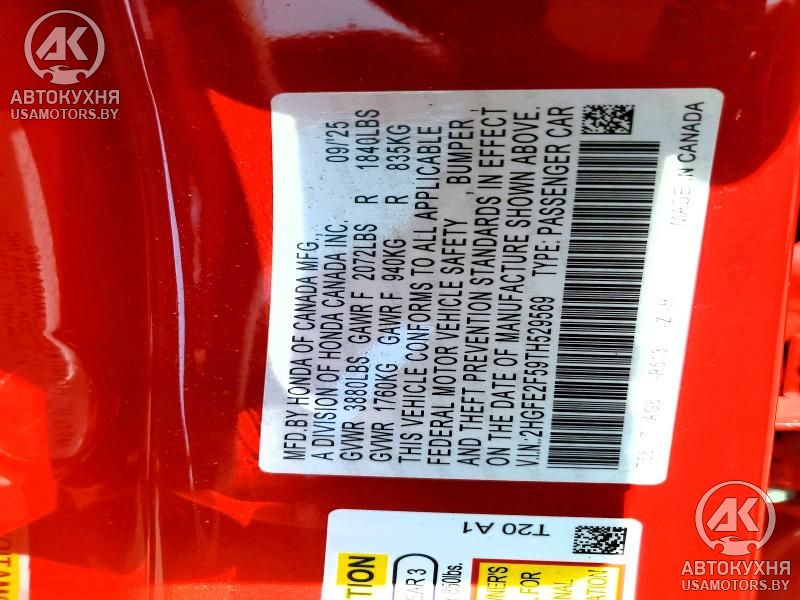 AK
АВТОКУХНЯ
USAMOTORS.BY
MFD.BY HONDA OF CANADA MFG.,
A DIVISION OF HONDA CANADA INC. 09/'25
GVWR 3880LBS GAWR F 2072LBS R 1840LBS
GVWR 1760KG GAWR F 940KG R 835KG
THIS VEHICLE CONFORMS TO ALL APPLICABLE
FEDERAL MOTOR VEHICLE SAFETY , BUMPER ,
AND THEFT PREVENTION STANDARDS IN EFFECT
ON THE DATE OF MANUFACTURE SHOWN ABOVE.
V.I.N.:2HGFE2F59TH529569 TYPE: PASSENGER CAR
MADE IN CANADA
T20 A1
AK
АВТОКУХНЯ
USAMOTORS.BY